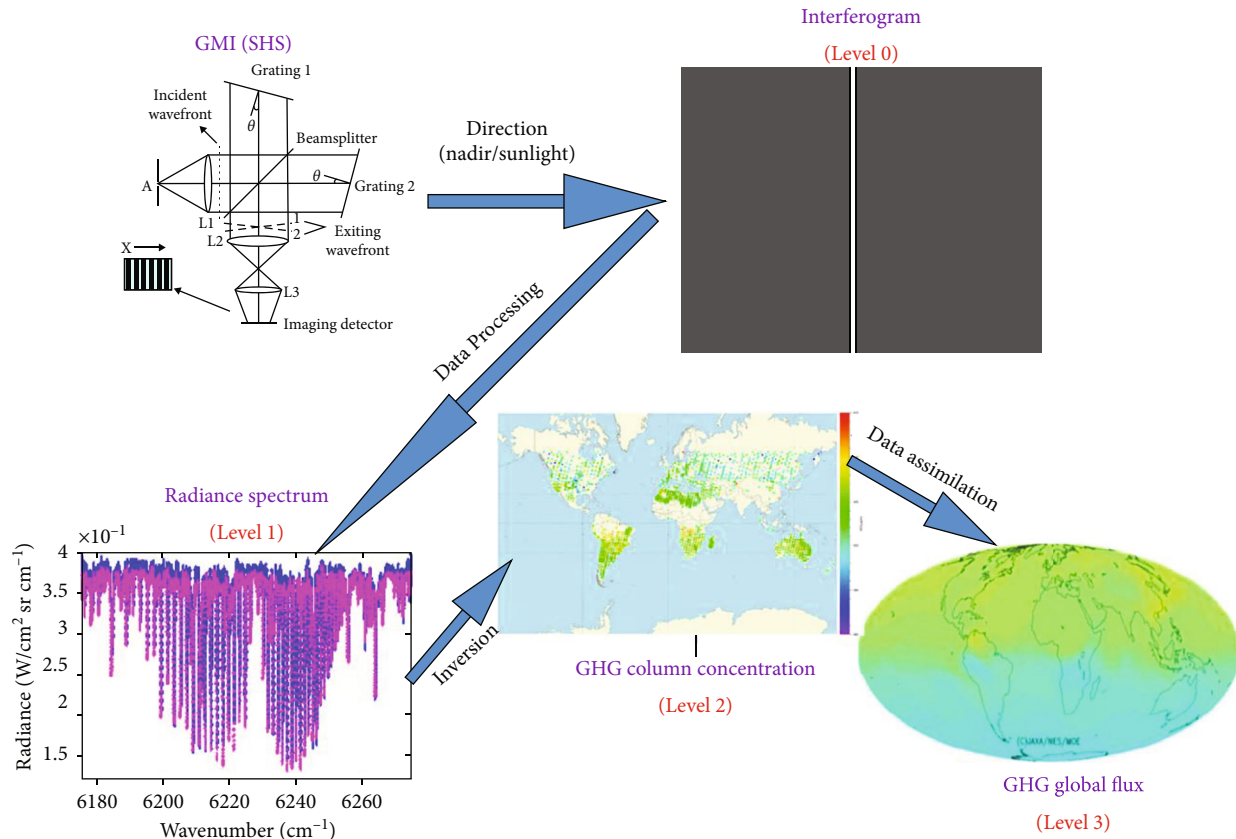 GMI (SHS)
Grating 1
Incident
wavefront
θ
Beamsplitter
A
θ
Grating 2
L1
1
L2
2
Exiting
wavefront
X
L3
Imaging detector
Direction
(nadir/sunlight)
Interferogram
(Level 0)
Data Processing
Radiance spectrum
(Level 1)
×10⁻¹
4
3.5
3
2.5
2
1.5
Radiance (W/cm² sr cm⁻¹)
6180
6200
6220
6240
6260
Wavenumber (cm⁻¹)
Inversion
GHG column concentration
(Level 2)
Data assimilation
(C)JAXA/NES/MOE
GHG global flux
(Level 3)